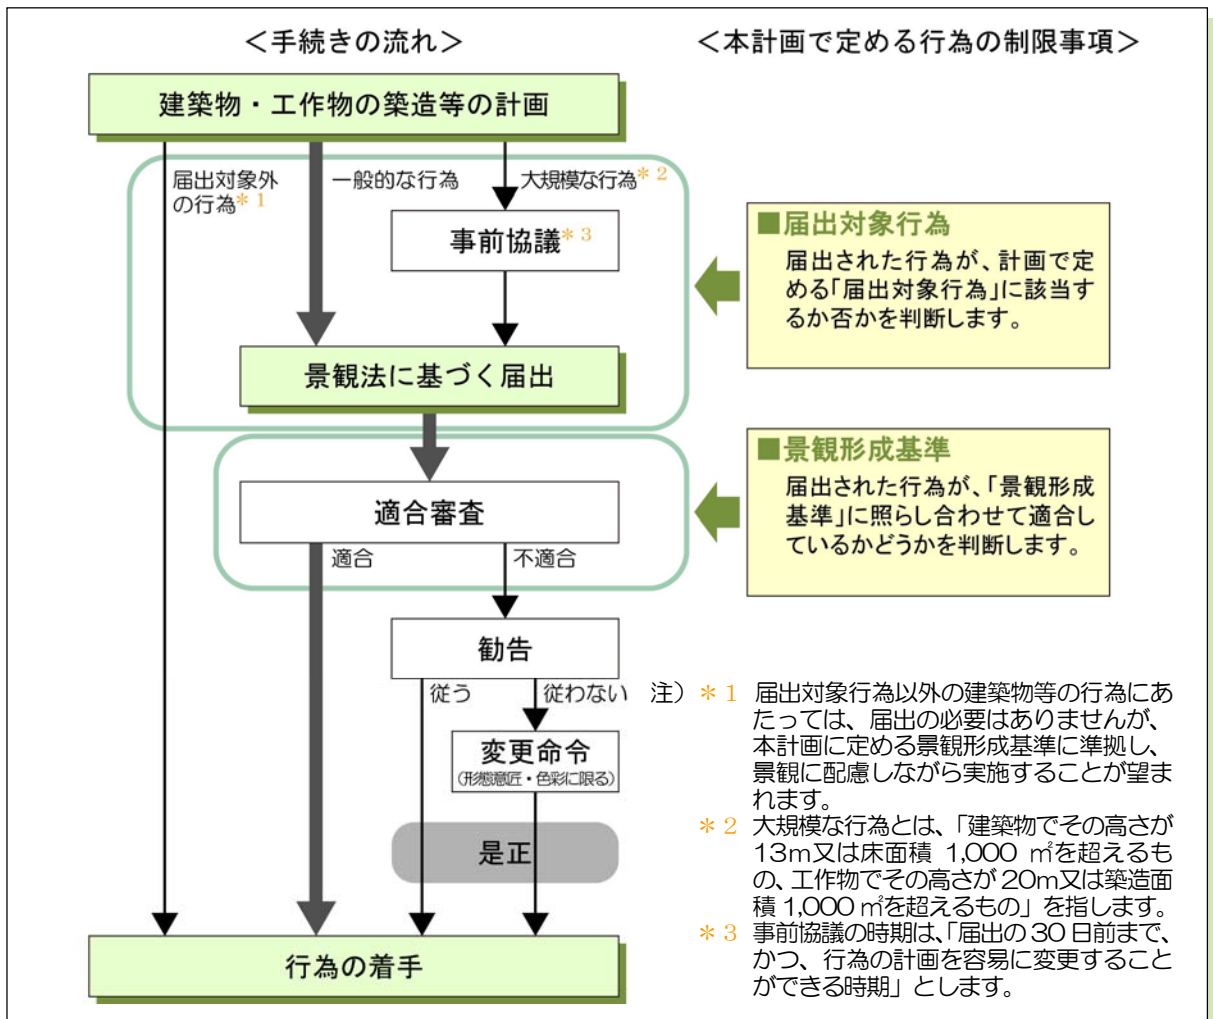 ＜手続きの流れ＞
＜本計画で定める行為の制限事項＞
建築物・工作物の築造等の計画
届出対象外
の行為＊1
一般的な行為
大規模な行為＊2
事前協議＊3
景観法に基づく届出
■届出対象行為
届出された行為が、計画で定
める「届出対象行為」に該当す
るか否かを判断します。
適合審査
適合
不適合
■景観形成基準
届出された行為が、「景観形成
基準」に照らし合わせて適合し
ているかどうかを判断します。
勧告
従う
従わない
変更命令
（形態意匠・色彩に限る）
是正
行為の着手
注）＊1 届出対象行為以外の建築物等の行為にあ
たっては、届出の必要はありませんが、
本計画に定める景観形成基準に準拠し、
景観に配慮しながら実施することが望ま
れます。
＊2 大規模な行為とは、「建築物でその高さが
13m又は床面積 1,000 ㎡を超えるも
の、工作物でその高さが20m又は築造面
積1,000㎡を超えるもの」を指します。
＊3 事前協議の時期は、「届出の30日前まで、
かつ、行為の計画を容易に変更すること
ができる時期」とします。